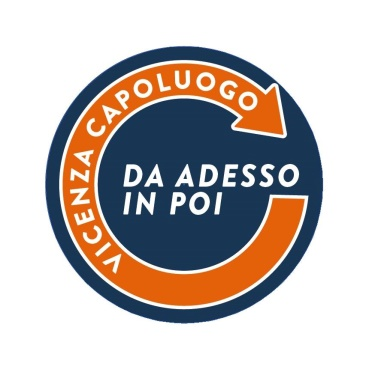 VICENZA CAPOLUOGO
DA ADESSO
IN POI